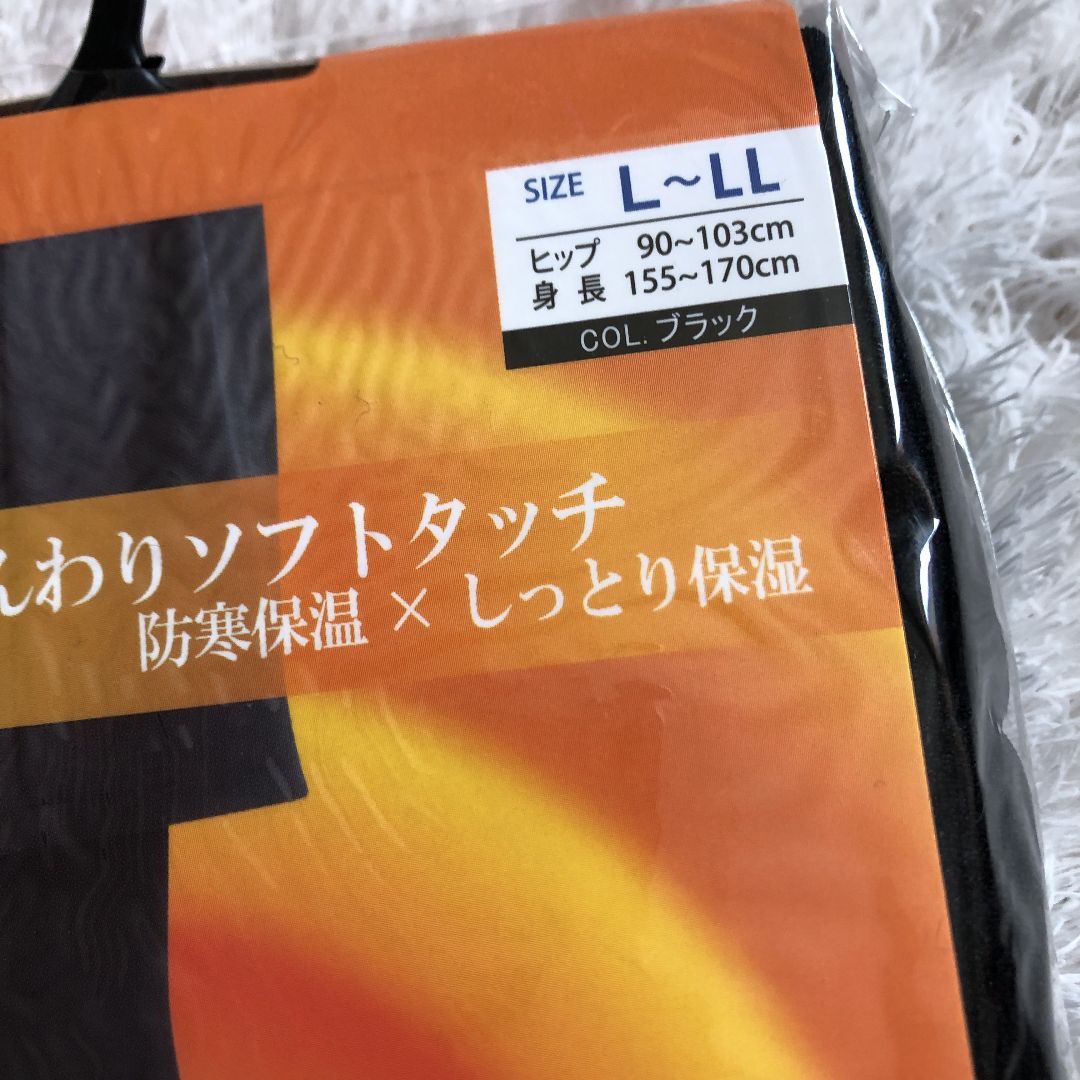 SIZE L～LL
ヒップ 90~103cm
身長 155~170cm
COL. ブラック
んわりソフトタッチ
防寒保温 × しっとり保湿